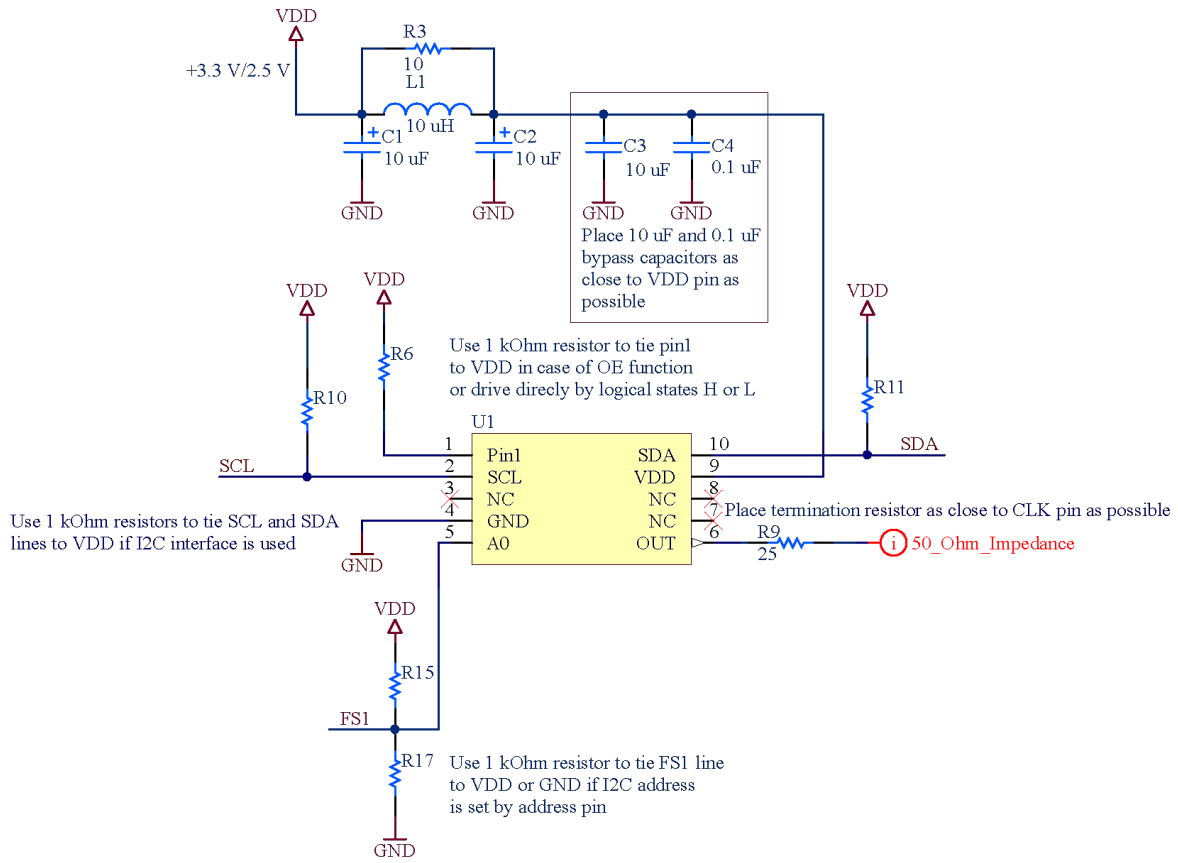 VDD
R3
+3.3 V/2.5 V
10
L1
10 uH
C1
10 uF
C2
10 uF
C3
10 uF
C4
0.1 uF
GND
GND
GND
GND
Place 10 uF and 0.1 uF
bypass capacitors as
close to VDD pin as
possible
VDD
VDD
VDD
R6
R10
R11
Use 1 kOhm resistor to tie pin1
to VDD in case of OE function
or drive direcly by logical states H or L
U1
1
Pin1
2
SCL
3
NC
4
GND
5
A0
SDA
10
VDD
9
NC
8
NC
7
OUT
6
SCL
SDA
Use 1 kOhm resistors to tie SCL and SDA
lines to VDD if I2C interface is used
GND
Place termination resistor as close to CLK pin as possible
R9
25
i
50_Ohm_Impedance
VDD
R15
FS1
R17
GND
Use 1 kOhm resistor to tie FS1 line
to VDD or GND if I2C address
is set by address pin